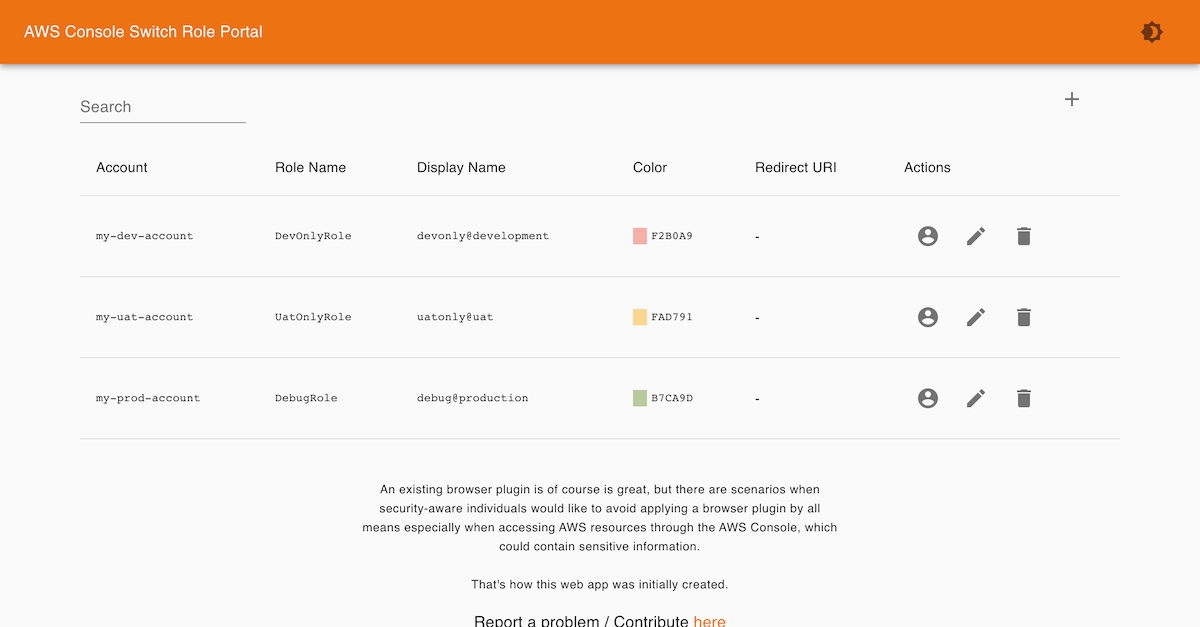 AWS Console Switch Role Portal
Search
Account Role Name Display Name Color Redirect URI Actions
my-dev-account DevOnlyRole devonly@development F2B0A9 -
my-uat-account UatOnlyRole uatonly@uat FAD791 -
my-prod-account DebugRole debug@production B7CA9D -
An existing browser plugin is of course is great, but there are scenarios when
security-aware individuals would like to avoid applying a browser plugin by all
means especially when accessing AWS resources through the AWS Console, which
could contain sensitive information.
That's how this web app was initially created.
Report a problem / Contribute here